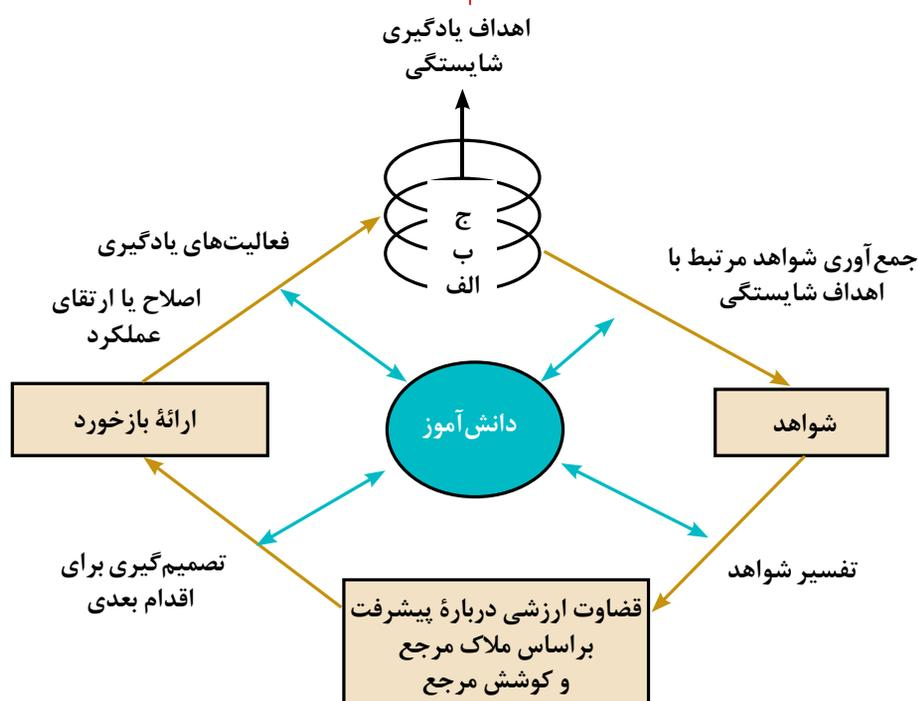 اهداف یادگیری
شایستگی
ج
ب
الف
جمع‌آوری شواهد مرتبط با
اهداف شایستگی
شواهد
تفسیر شواهد
قضاوت ارزشی دربارهٔ پیشرفت
براساس ملاک مرجع
و کوشش مرجع
تصمیم‌گیری برای
اقدام بعدی
ارائهٔ بازخورد
اصلاح یا ارتقای
عملکرد
فعالیت‌های یادگیری
دانش‌آموز